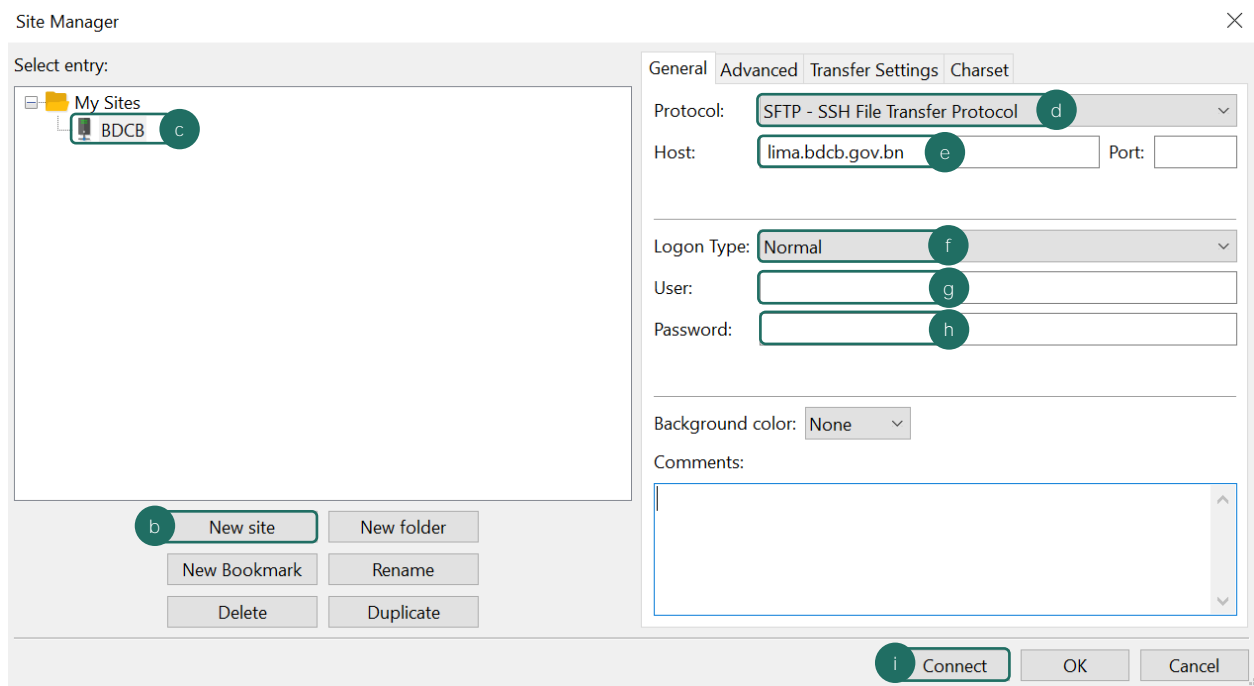 Site Manager
Select entry:
My Sites
BDCB c
b New site New folder
New Bookmark Rename
Delete Duplicate
General Advanced Transfer Settings Charset
Protocol: SFTP - SSH File Transfer Protocol d
Host: lima.bdcb.gov.bn e Port:
Logon Type: Normal f
User: g
Password: h
Background color: None
Comments:
i Connect OK Cancel